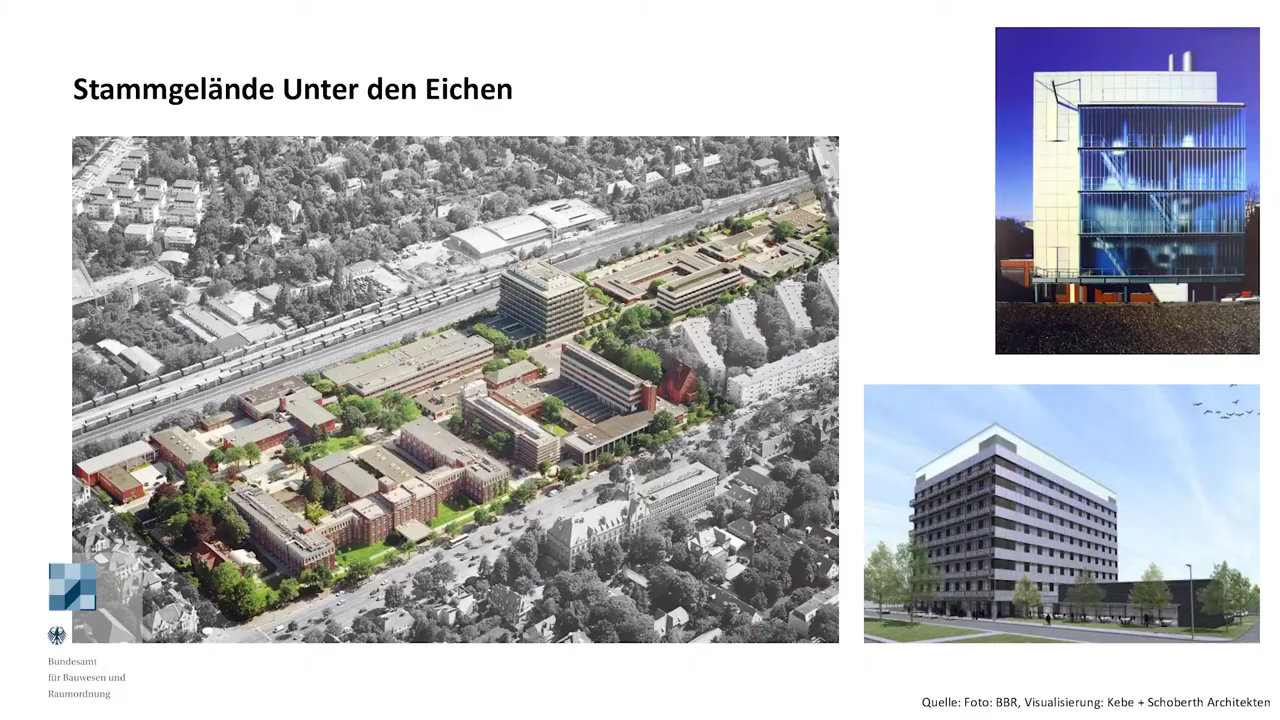 Stammgelände Unter den Eichen
Bundesamt
für Bauwesen und
Raumordnung
Quelle: Foto: BBR, Visualisierung: Kebe + Schoberth Architekten